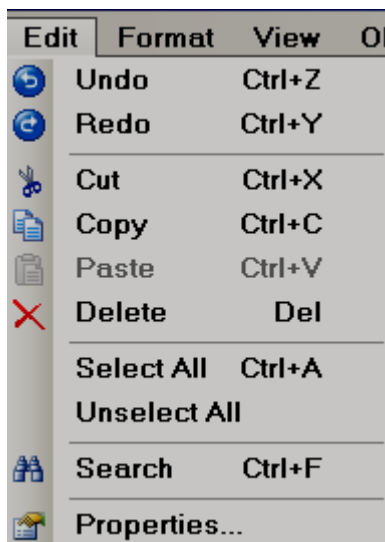 Edit Format View
Undo Ctrl+Z
Redo Ctrl+Y
Cut Ctrl+X
Copy Ctrl+C
Paste Ctrl+V
Delete Del
Select All Ctrl+A
Unselect All
Search Ctrl+F
Properties...